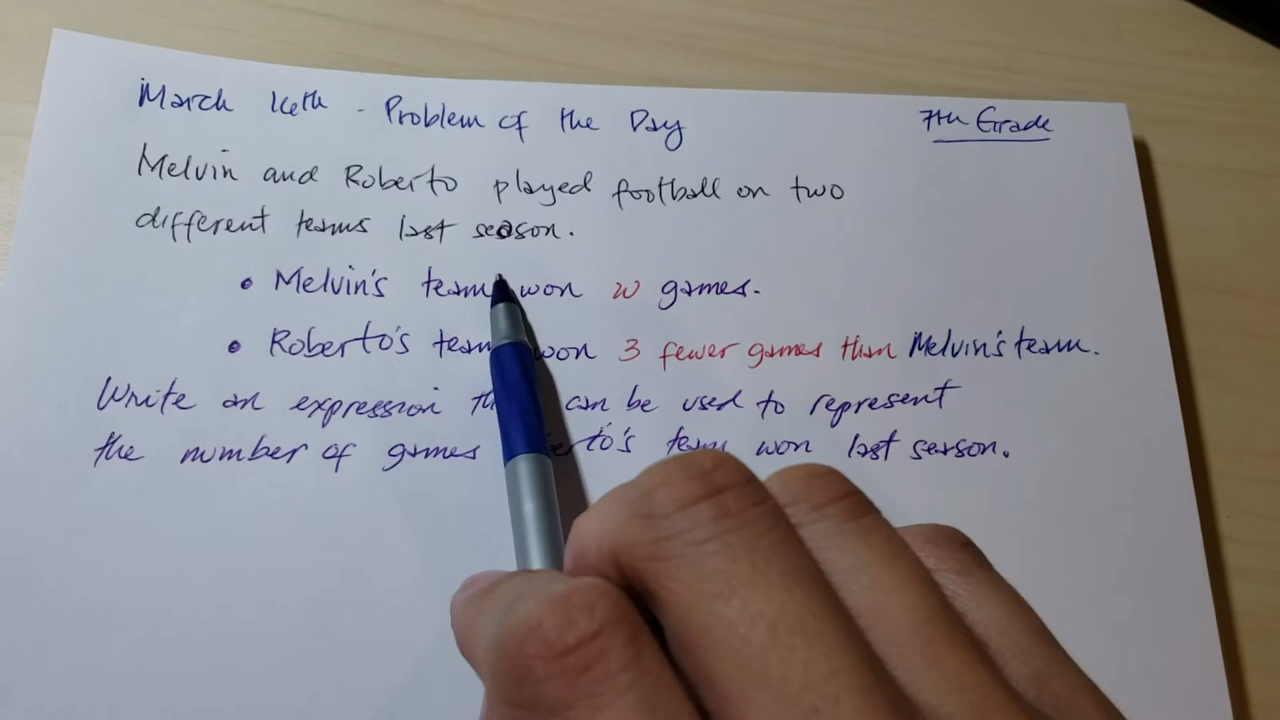 March 16th - Problem of the Day
7th Grade
Melvin and Roberto played football on two
different teams last season.
• Melvin's team won w games.
• Roberto's team won 3 fewer games than Melvin's team.
Write an expression can be used to represent
the number of games team won last season.